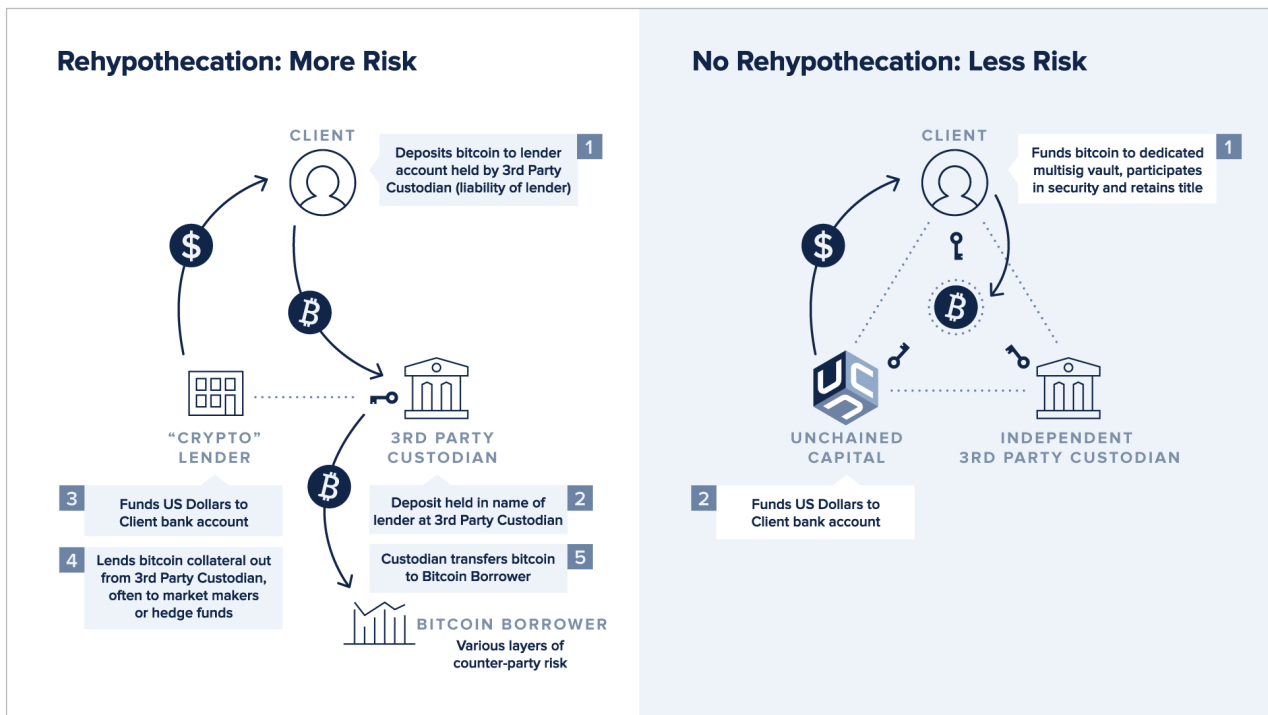 Rehypothecation: More Risk
CLIENT
1
Deposits bitcoin to lender
account held by 3rd Party
Custodian (liability of lender)
$
₿
"CRYPTO"
LENDER
3RD PARTY
CUSTODIAN
3
Funds US Dollars to
Client bank account
₿
2
Deposit held in name of
lender at 3rd Party Custodian
4
Lends bitcoin collateral out
from 3rd Party Custodian,
often to market makers
or hedge funds
5
Custodian transfers bitcoin
to Bitcoin Borrower
BITCOIN BORROWER
Various layers of
counter-party risk
No Rehypothecation: Less Risk
CLIENT
1
Funds bitcoin to dedicated
multisig vault, participates
in security and retains title
$
₿
UC
UNCHAINED
CAPITAL
INDEPENDENT
3RD PARTY CUSTODIAN
2
Funds US Dollars to
Client bank account